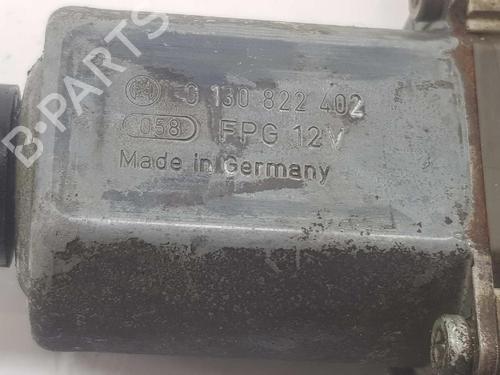 0 130 822 402
058 FPG 12V
Made in Germany
B-PARTS